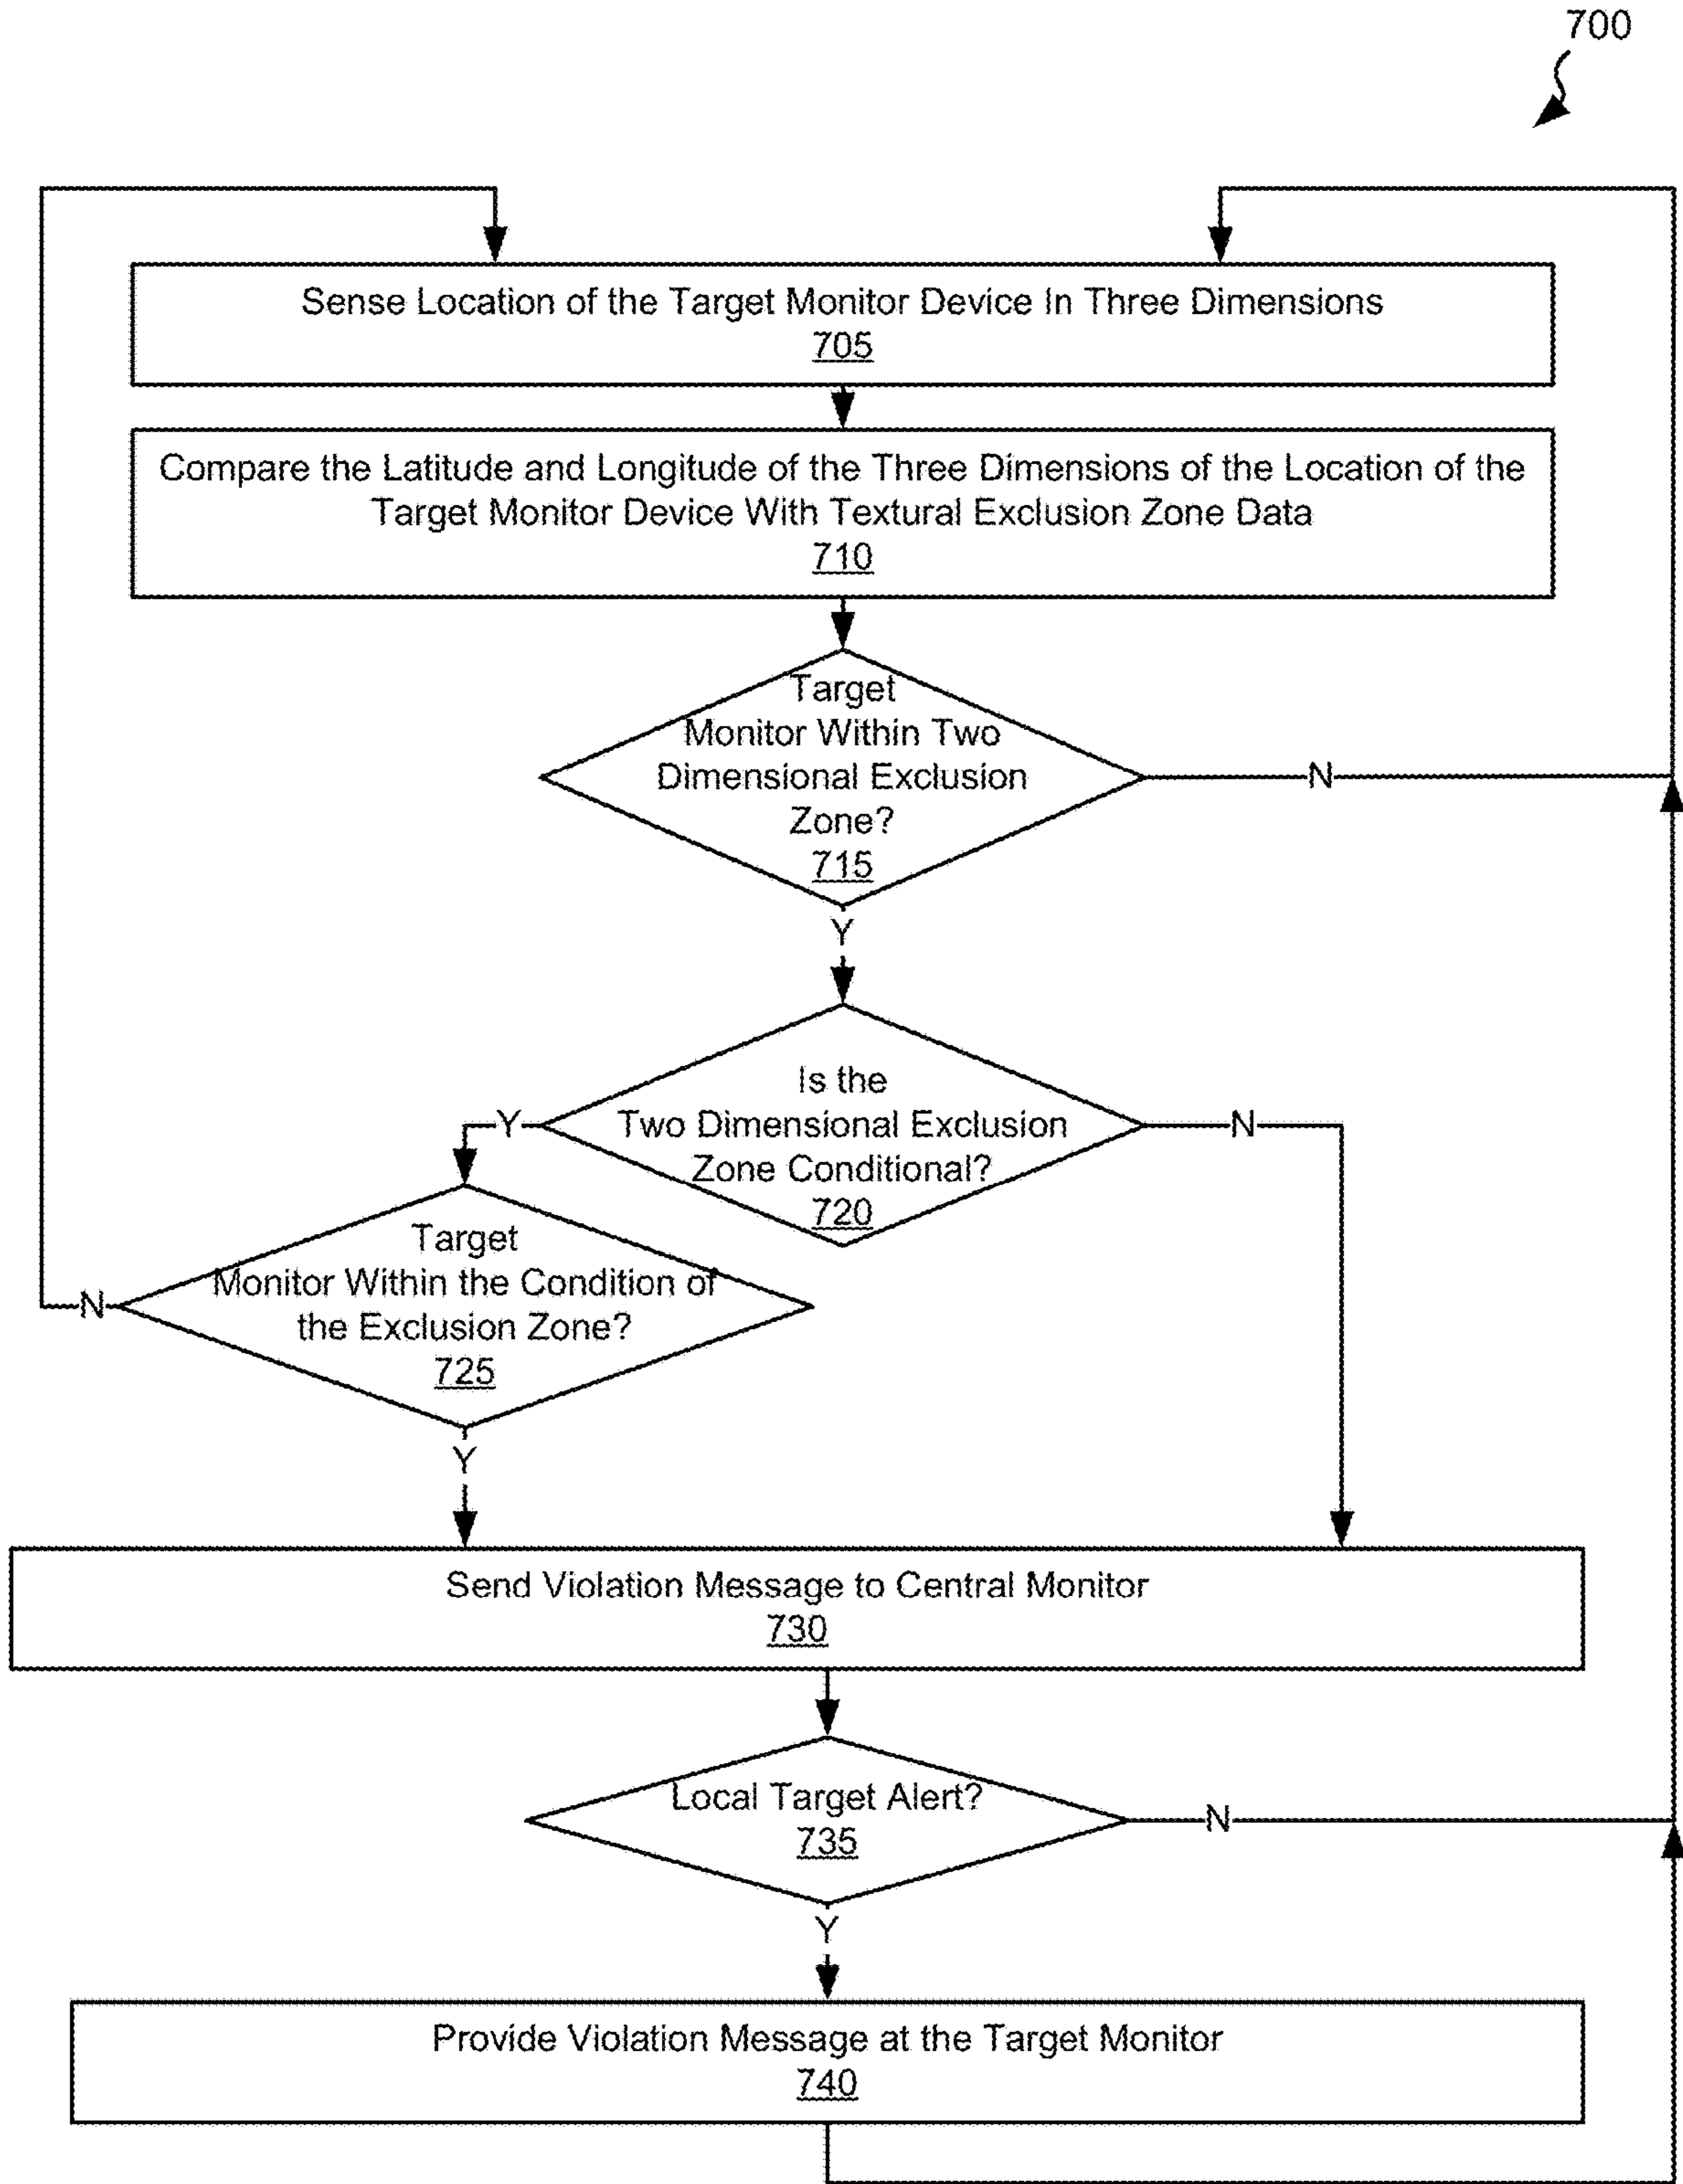 700
Sense Location of the Target Monitor Device In Three Dimensions
705
Compare the Latitude and Longitude of the Three Dimensions of the Location of the
Target Monitor Device With Textural Exclusion Zone Data
710
Target
Monitor Within Two
Dimensional Exclusion
Zone?
715
N
Y
Is the
Two Dimensional Exclusion
Zone Conditional?
720
Y
N
Target
Monitor Within the Condition of
the Exclusion Zone?
725
N
Y
Send Violation Message to Central Monitor
730
Local Target Alert?
735
N
Y
Provide Violation Message at the Target Monitor
740